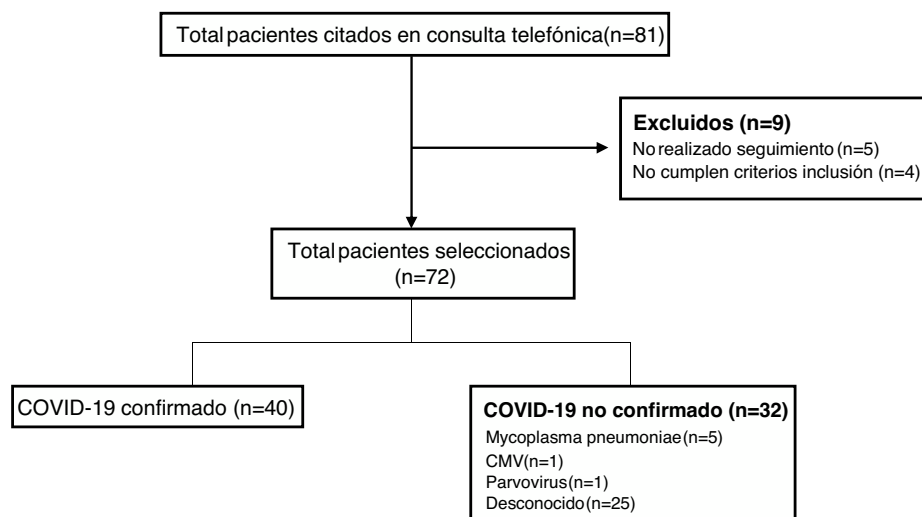 Total pacientes citados en consulta telefónica(n=81)
Excluidos (n=9)
No realizado seguimiento (n=5)
No cumplen criterios inclusión (n=4)
Total pacientes seleccionados
(n=72)
COVID-19 confirmado (n=40)
COVID-19 no confirmado (n=32)
Mycoplasma pneumoniae(n=5)
CMV(n=1)
Parvovirus(n=1)
Desconocido(n=25)